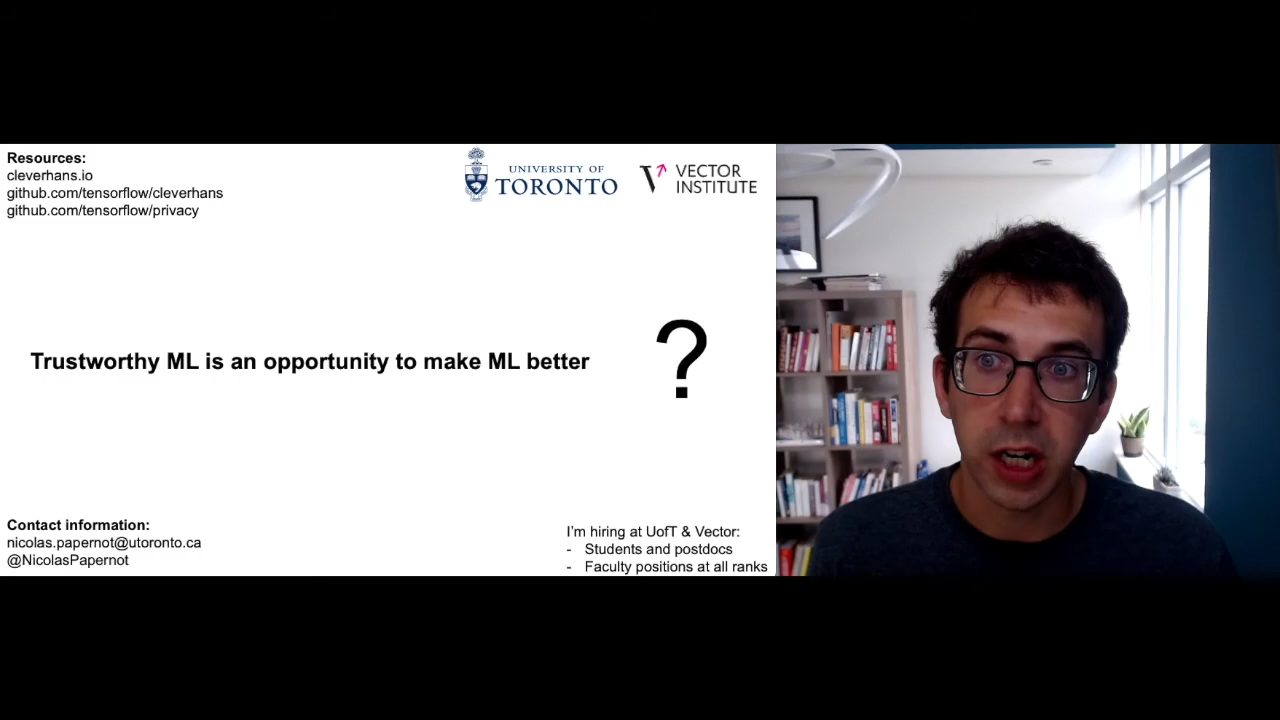 Resources:
cleverhans.io
github.com/tensorflow/cleverhans
github.com/tensorflow/privacy
UNIVERSITY OF
TORONTO
VECTOR
INSTITUTE
Trustworthy ML is an opportunity to make ML better
?
Contact information:
nicolas.papernot@utoronto.ca
@NicolasPapernot
I'm hiring at UofT & Vector:
- Students and postdocs
- Faculty positions at all ranks